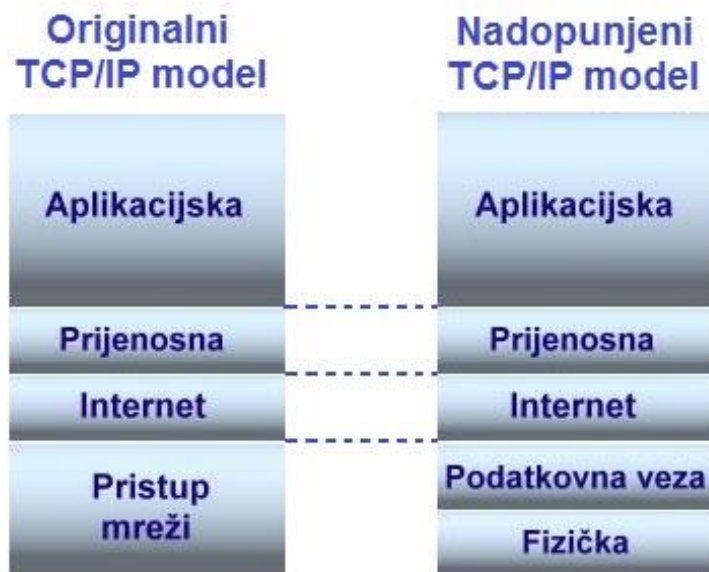 Originalni
TCP/IP model
Aplikacijska
Prijenosna
Internet
Pristup
mreži
Nadopunjeni
TCP/IP model
Aplikacijska
Prijenosna
Internet
Podatkovna veza
Fizička